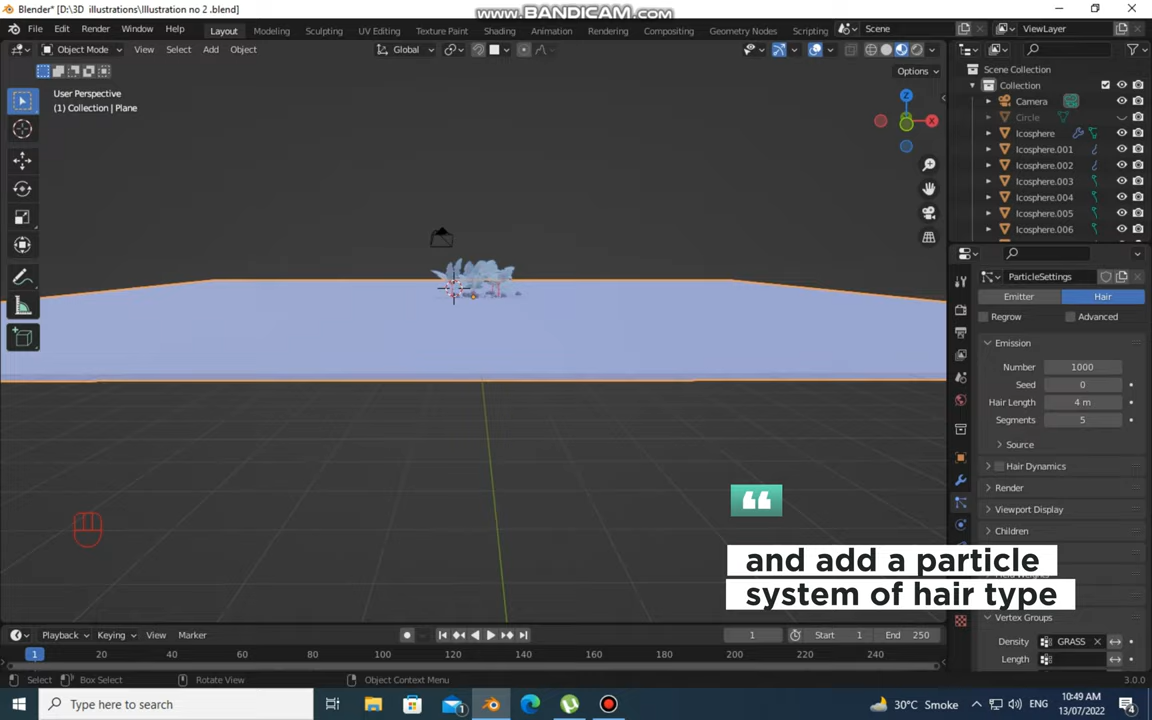 Blender* [D:\3D illustrations\Illustration no 2 .blend]
www.BANDICAM.com
File Edit Render Window Help Layout Modeling Sculpting UV Editing Texture Paint Shading Animation Rendering Compositing Geometry Nodes Scripting Scene ViewLayer
Object Mode View Select Add Object Global
Options
User Perspective
(1) Collection | Plane
Z
X
Scene Collection
Collection
Camera
Circle
Icosphere
Icosphere.001
Icosphere.002
Icosphere.003
Icosphere.004
Icosphere.005
Icosphere.006
ParticleSettings
Emitter Hair
Regrow Advanced
Emission
Number 1000
Seed 0
Hair Length 4 m
Segments 5
Source
Hair Dynamics
Render
Viewport Display
Children
Vertex Groups
Density GRASS
Length
and add a particle
system of hair type
Playback Keying View Marker 1 Start 1 End 250
1 20 40 60 80 100 120 140 160 180 200 220 240
Select Box Select Rotate View Object Context Menu 3.0.0
Type here to search
1
30°C Smoke
ENG
10:49 AM
13/07/2022
4